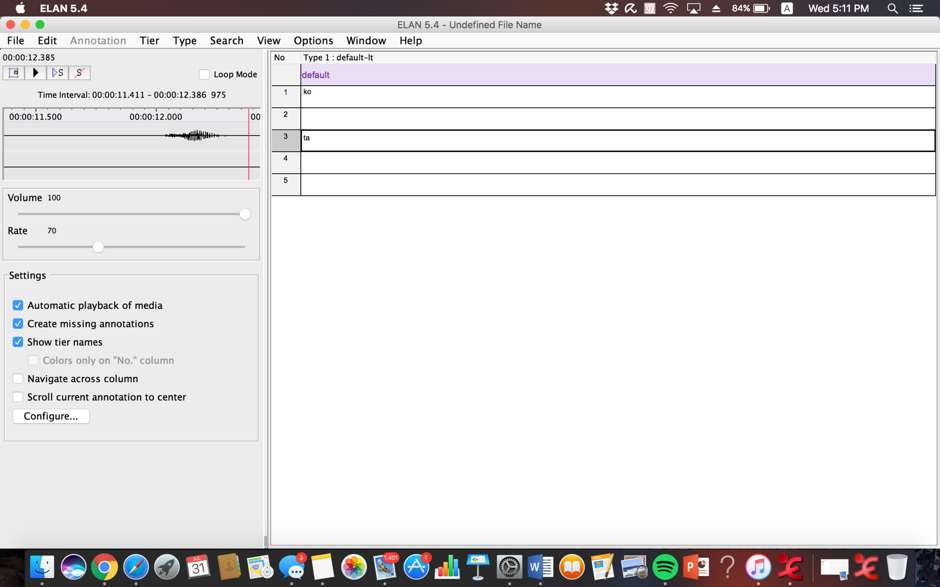 ELAN 5.4
84%
A
Wed 5:11 PM
ELAN 5.4 - Undefined File Name
File Edit Annotation Tier Type Search View Options Window Help
00:00:12.385
S S
Loop Mode
Time Interval: 00:00:11.411 - 00:00:12.386 975
00:00:11.500 00:00:12.000 00
Volume 100
Rate 70
Settings
Automatic playback of media
Create missing annotations
Show tier names
Colors only on "No." column
Navigate across column
Scroll current annotation to center
Configure...
No Type 1 : default-lt
default
1 ko
2
3 ta
4
5
31
3
1,401
1
W
P
?